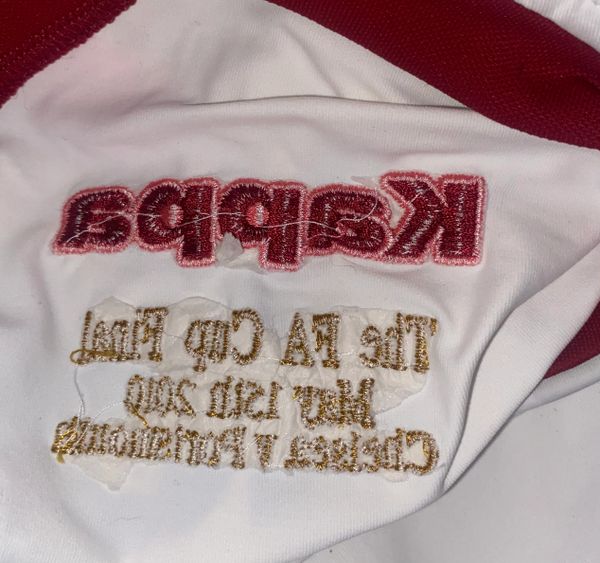 Kappa
The FA Cup Final
May 15th 2010
Chelsea v Portsmouth